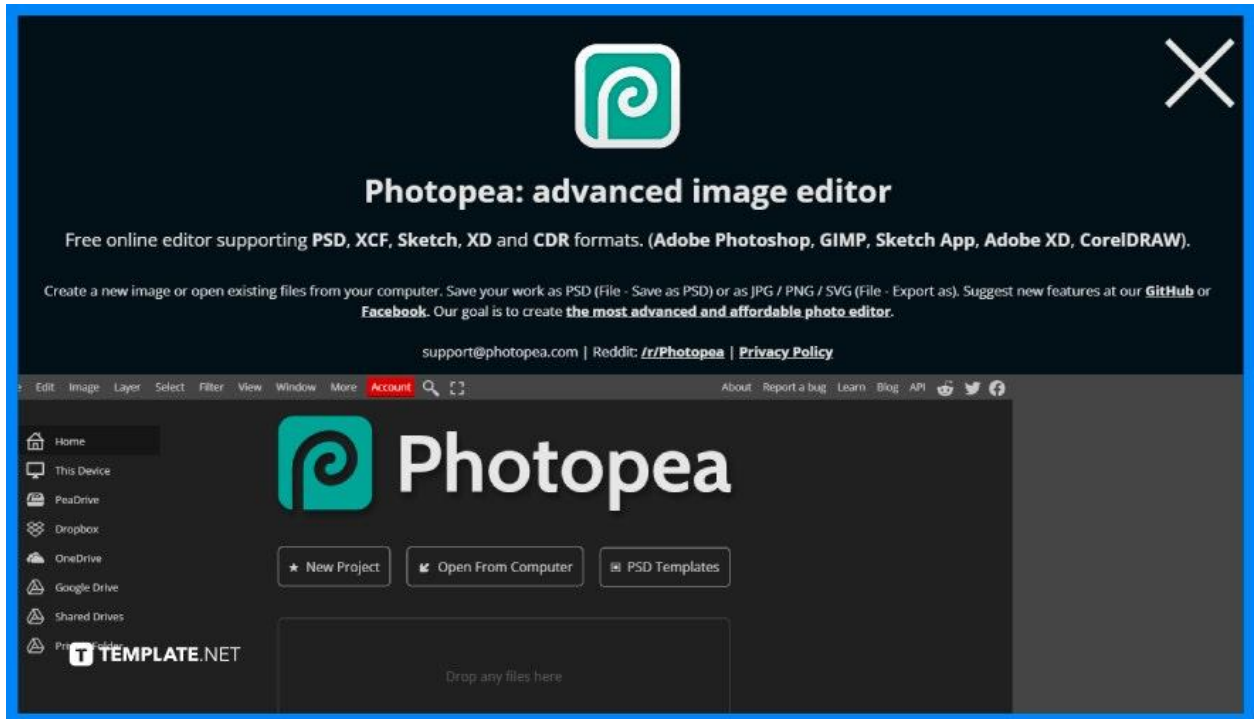 Photopea: advanced image editor
Free online editor supporting PSD, XCF, Sketch, XD and CDR formats. (Adobe Photoshop, GIMP, Sketch App, Adobe XD, CorelDRAW).
Create a new image or open existing files from your computer. Save your work as PSD (File - Save as PSD) or as JPG / PNG / SVG (File - Export as). Suggest new features at our GitHub or
Facebook. Our goal is to create the most advanced and affordable photo editor.
support@photopea.com | Reddit: /r/Photopea | Privacy Policy
Edit Image Layer Select Filter View Window More Account About Report a bug Learn Blog API
Photopea
Home
This Device
PeaDrive
Dropbox
OneDrive
Google Drive
Shared Drives
Folder
New Project Open From Computer PSD Templates
Drop any files here
T TEMPLATE.NET